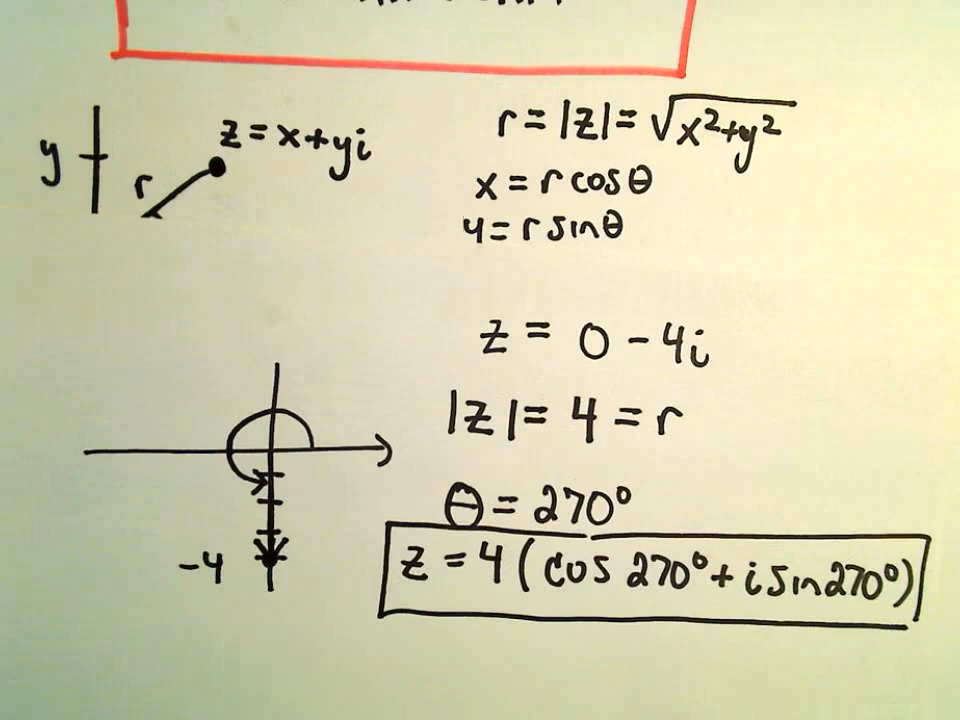 z = x+yi
y
r
r = |z| = √x²+y²
x = r cos θ
y = r sin θ
z = 0 - 4i
|z| = 4 = r
θ = 270°
-4
z = 4 ( cos 270° + i sin 270° )